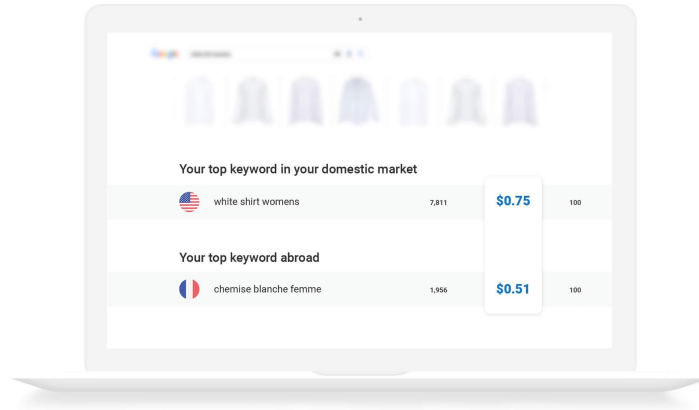 Your top keyword in your domestic market
white shirt womens 7,811 $0.75 100
Your top keyword abroad
chemise blanche femme 1,956 $0.51 100